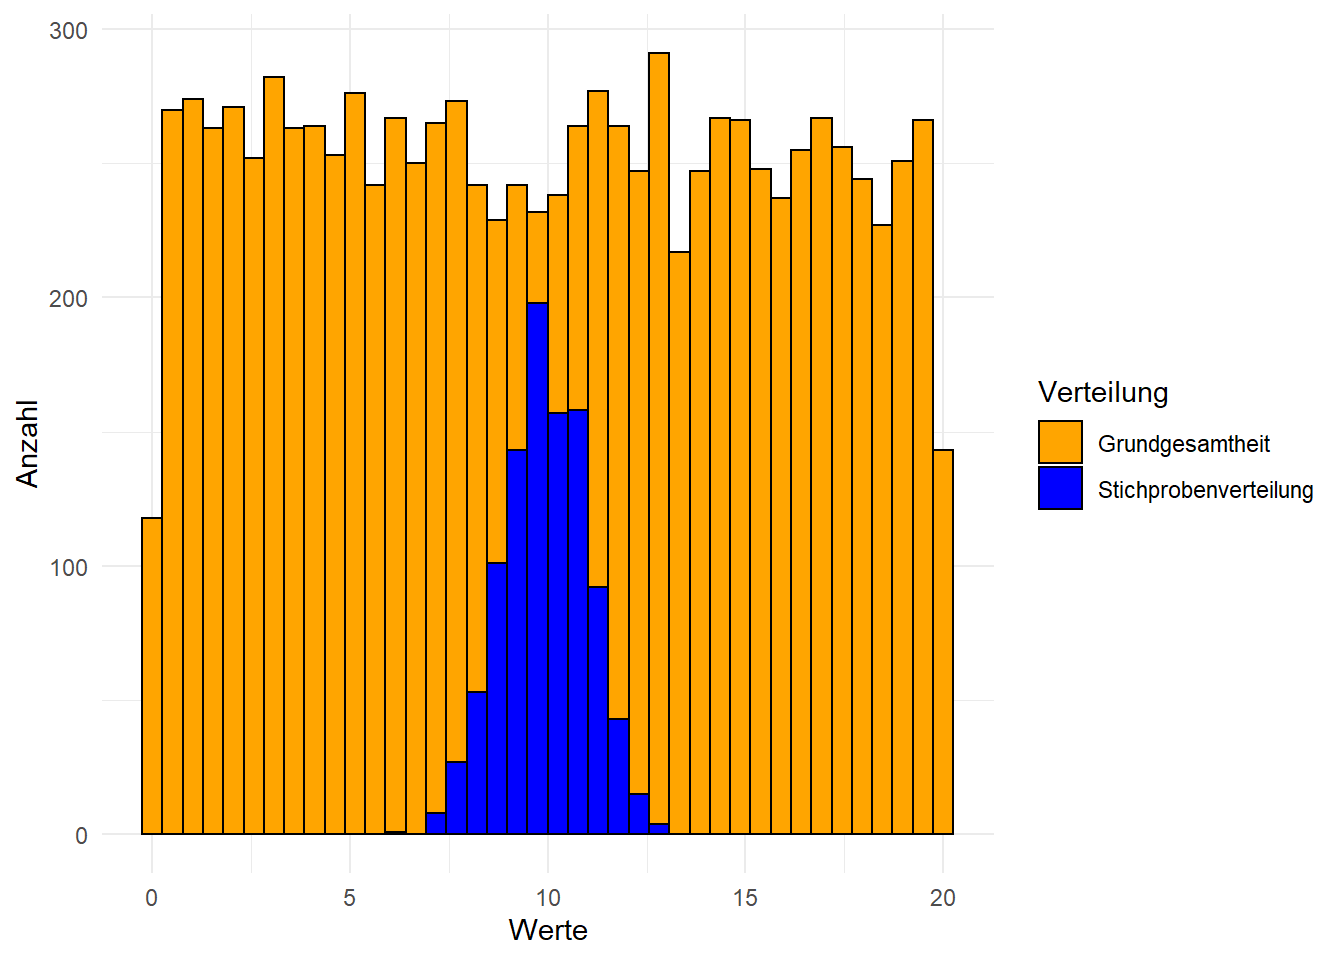 300
200
100
0
0 5 10 15 20
Werte
Anzahl
Verteilung
Grundgesamtheit
Stichprobenverteilung